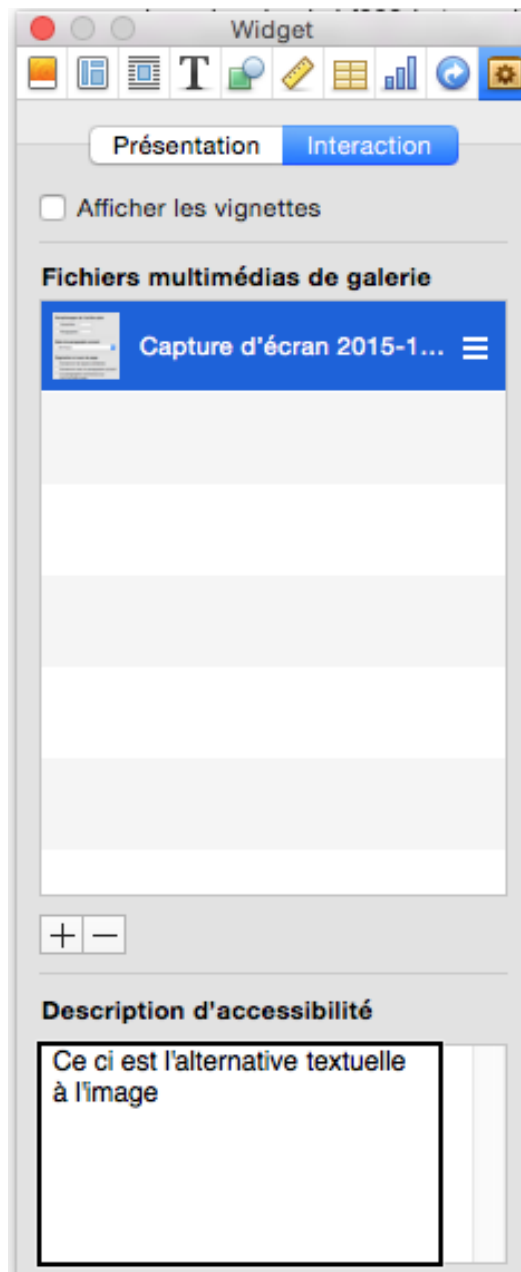 Widget
T
Présentation
Interaction
Afficher les vignettes
Fichiers multimédias de galerie
Capture d'écran 2015-1...
Description d'accessibilité
Ce ci est l'alternative textuelle
à l'image